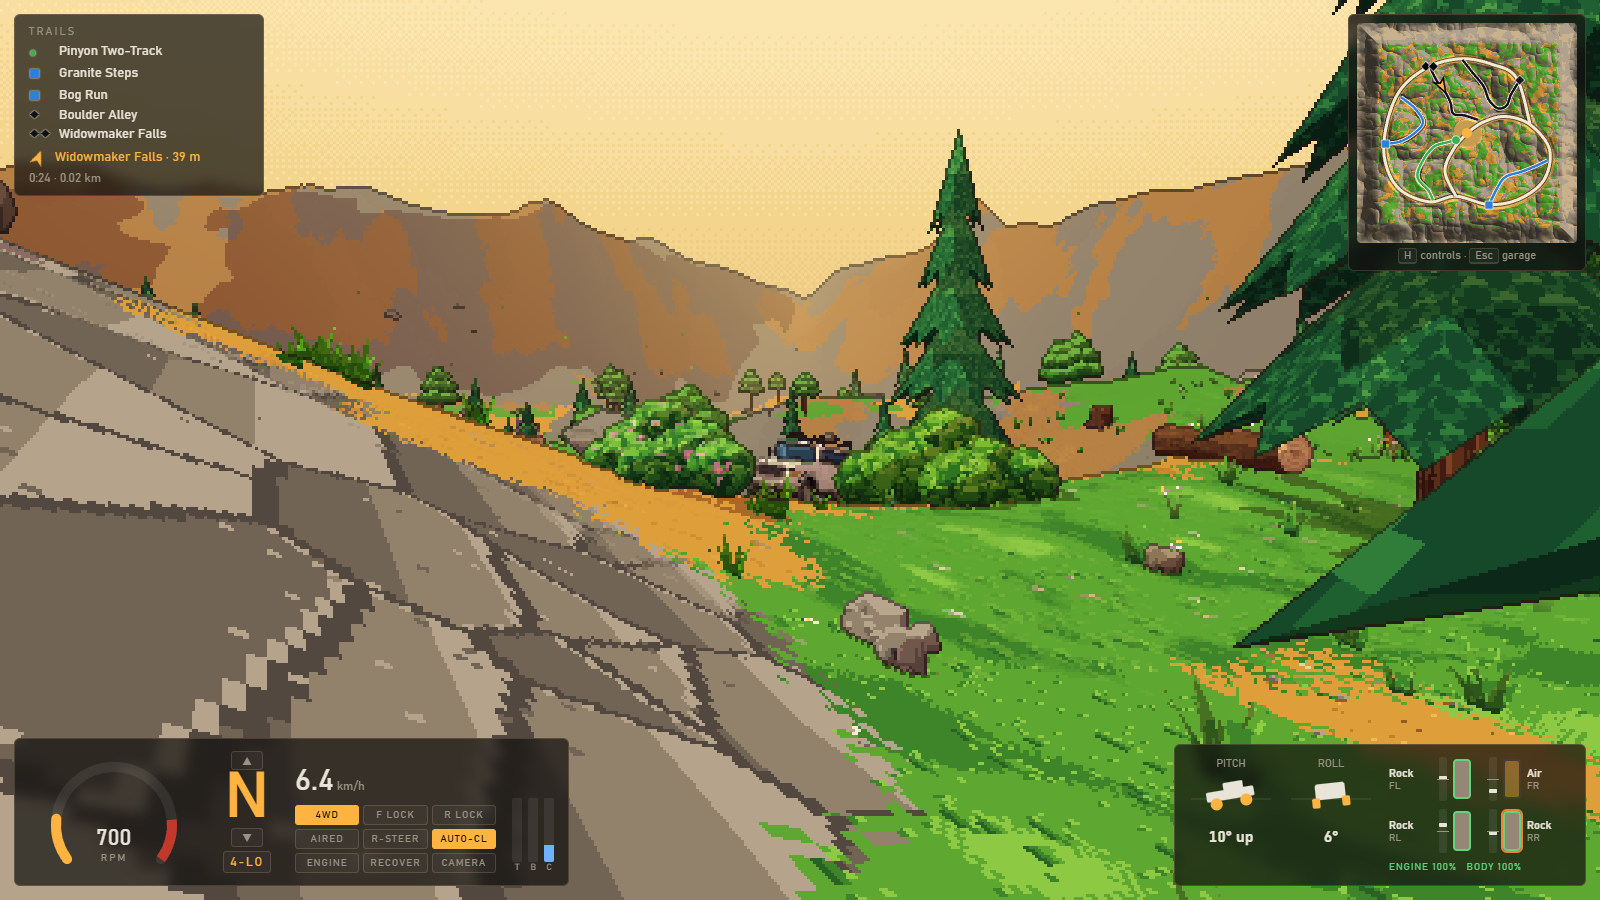 TRAILS
Pinyon Two-Track
Granite Steps
Bog Run
Boulder Alley
Widowmaker Falls
Widowmaker Falls · 39 m
0:24 · 0.02 km
H controls · Esc garage
700
RPM
▲
N
▼
4-LO
6.4 km/h
4WD F LOCK R LOCK
AIRED R-STEER AUTO-CL
ENGINE RECOVER CAMERA
T B C
PITCH ROLL
10° up 6°
Rock FL
Air FR
Rock RL
Rock RR
ENGINE 100% BODY 100%